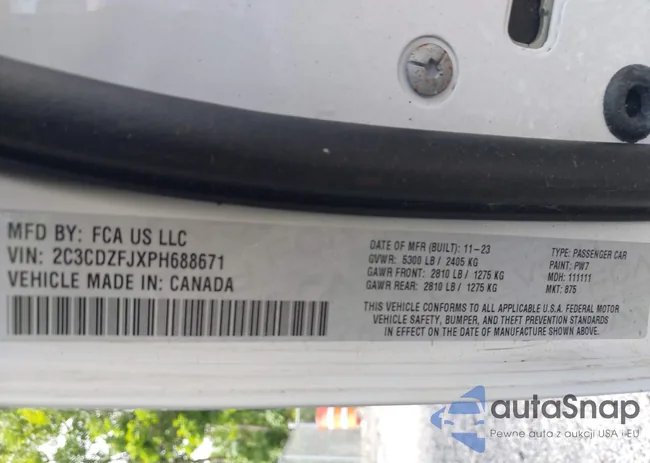 MFD BY: FCA US LLC
VIN: 2C3CDZFJXPH688671
VEHICLE MADE IN: CANADA
DATE OF MFR (BUILT): 11-23
GVWR: 5300 LB / 2405 KG
GAWR FRONT: 2810 LB / 1275 KG
GAWR REAR: 2810 LB / 1275 KG
TYPE: PASSENGER CAR
PAINT: PW7
MDH: 111111
MKT: 875
THIS VEHICLE CONFORMS TO ALL APPLICABLE U.S.A. FEDERAL MOTOR
VEHICLE SAFETY, BUMPER, AND THEFT PREVENTION STANDARDS
IN EFFECT ON THE DATE OF MANUFACTURE SHOWN ABOVE.
autaSnap
Pewne auta z aukcji USA i EU